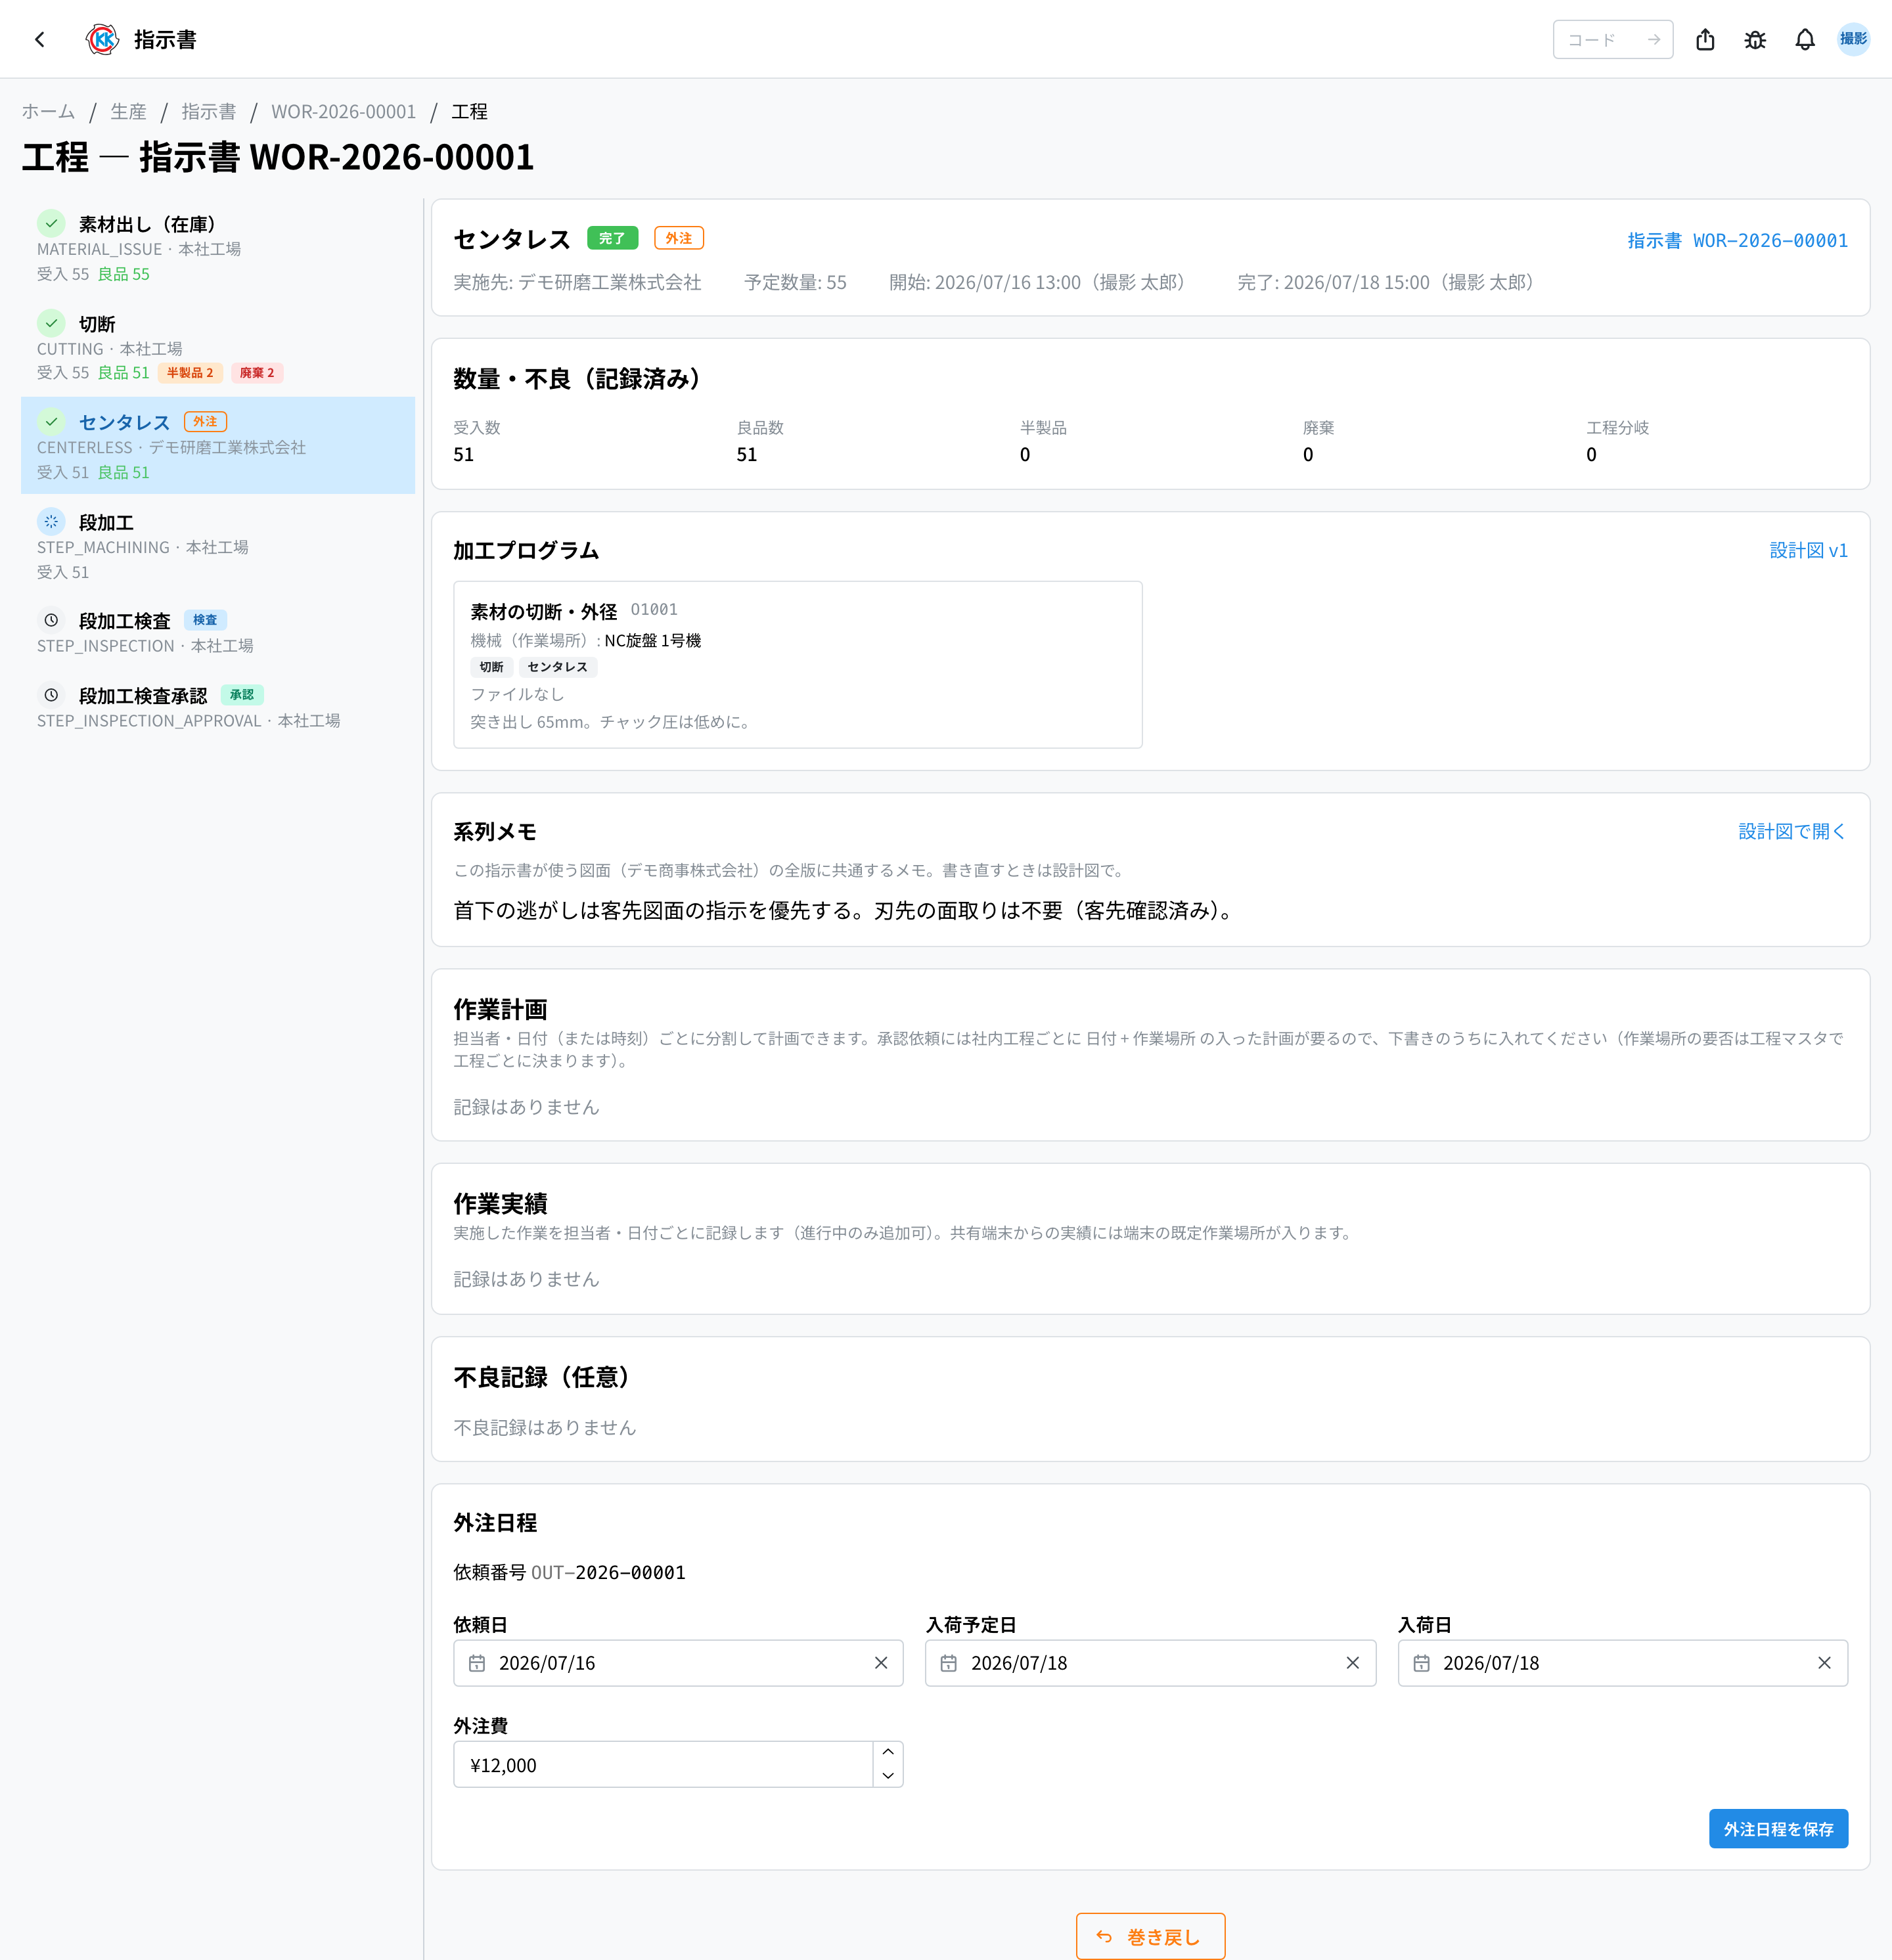 指示書
コード
撮影
ホーム / 生産 / 指示書 / WOR-2026-00001 / 工程
工程 — 指示書 WOR-2026-00001
素材出し（在庫）
MATERIAL_ISSUE · 本社工場
受入 55 良品 55
切断
CUTTING · 本社工場
受入 55 良品 51 半製品 2 廃棄 2
センタレス 外注
CENTERLESS · デモ研磨工業株式会社
受入 51 良品 51
段加工
STEP_MACHINING · 本社工場
受入 51
段加工検査 検査
STEP_INSPECTION · 本社工場
段加工検査承認 承認
STEP_INSPECTION_APPROVAL · 本社工場
センタレス 完了 外注
指示書 WOR-2026-00001
実施先: デモ研磨工業株式会社 予定数量: 55 開始: 2026/07/16 13:00（撮影 太郎） 完了: 2026/07/18 15:00（撮影 太郎）
数量・不良（記録済み）
受入数 良品数 半製品 廃棄 工程分岐
51 51 0 0 0
加工プログラム
設計図 v1
素材の切断・外径 O1001
機械（作業場所）: NC旋盤 1号機
切断 センタレス
ファイルなし
突き出し 65mm。チャック圧は低めに。
系列メモ
設計図で開く
この指示書が使う図面（デモ商事株式会社）の全版に共通するメモ。書き直すときは設計図で。
首下の逃がしは客先図面の指示を優先する。刃先の面取りは不要（客先確認済み）。
作業計画
担当者・日付（または時刻）ごとに分割して計画できます。承認依頼には社内工程ごとに 日付 + 作業場所 の入った計画が要るので、下書きのうちに入れてください（作業場所の要否は工程マスタで
工程ごとに決まります）。
記録はありません
作業実績
実施した作業を担当者・日付ごとに記録します（進行中のみ追加可）。共有端末からの実績には端末の既定作業場所が入ります。
記録はありません
不良記録（任意）
不良記録はありません
外注日程
依頼番号 OUT-2026-00001
依頼日 入荷予定日 入荷日
2026/07/16 2026/07/18 2026/07/18
外注費
¥12,000
外注日程を保存
巻き戻し